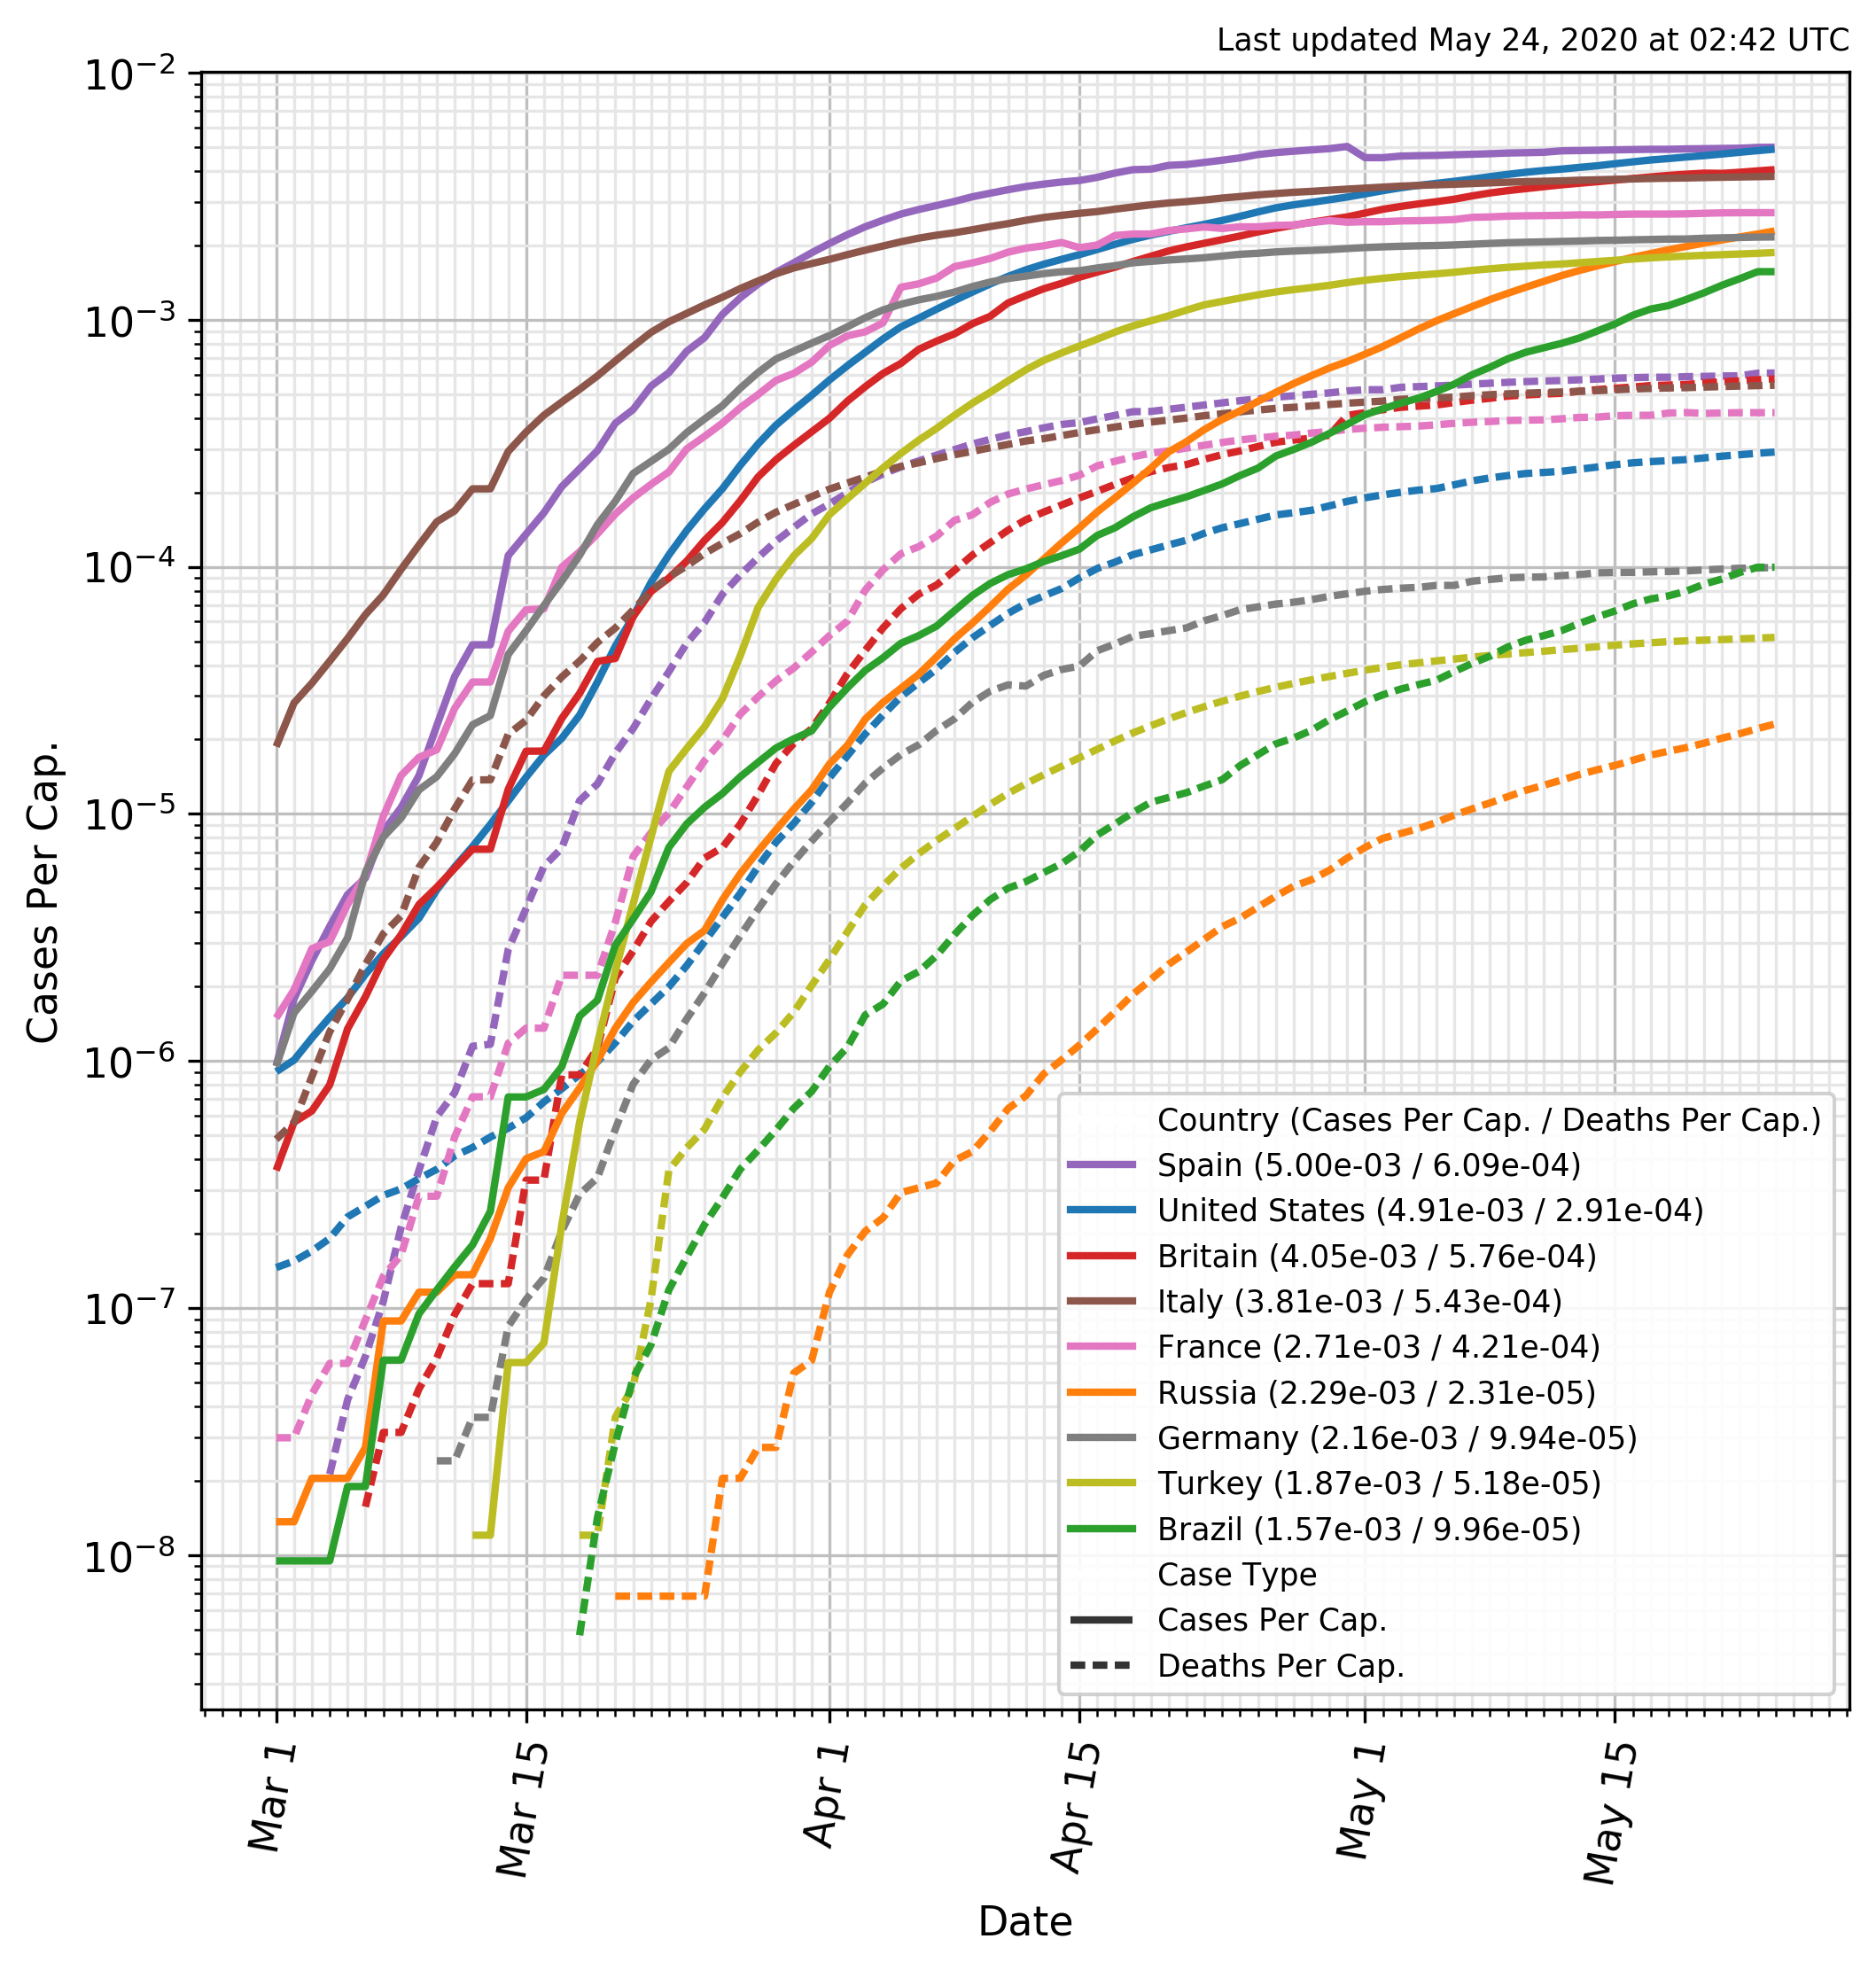 Last updated May 24, 2020 at 02:42 UTC
10⁻²
10⁻³
10⁻⁴
10⁻⁵
10⁻⁶
10⁻⁷
10⁻⁸
Cases Per Cap.
Country (Cases Per Cap. / Deaths Per Cap.)
Spain (5.00e-03 / 6.09e-04)
United States (4.91e-03 / 2.91e-04)
Britain (4.05e-03 / 5.76e-04)
Italy (3.81e-03 / 5.43e-04)
France (2.71e-03 / 4.21e-04)
Russia (2.29e-03 / 2.31e-05)
Germany (2.16e-03 / 9.94e-05)
Turkey (1.87e-03 / 5.18e-05)
Brazil (1.57e-03 / 9.96e-05)
Case Type
Cases Per Cap.
Deaths Per Cap.
Mar 1
Mar 15
Apr 1
Apr 15
May 1
May 15
Date